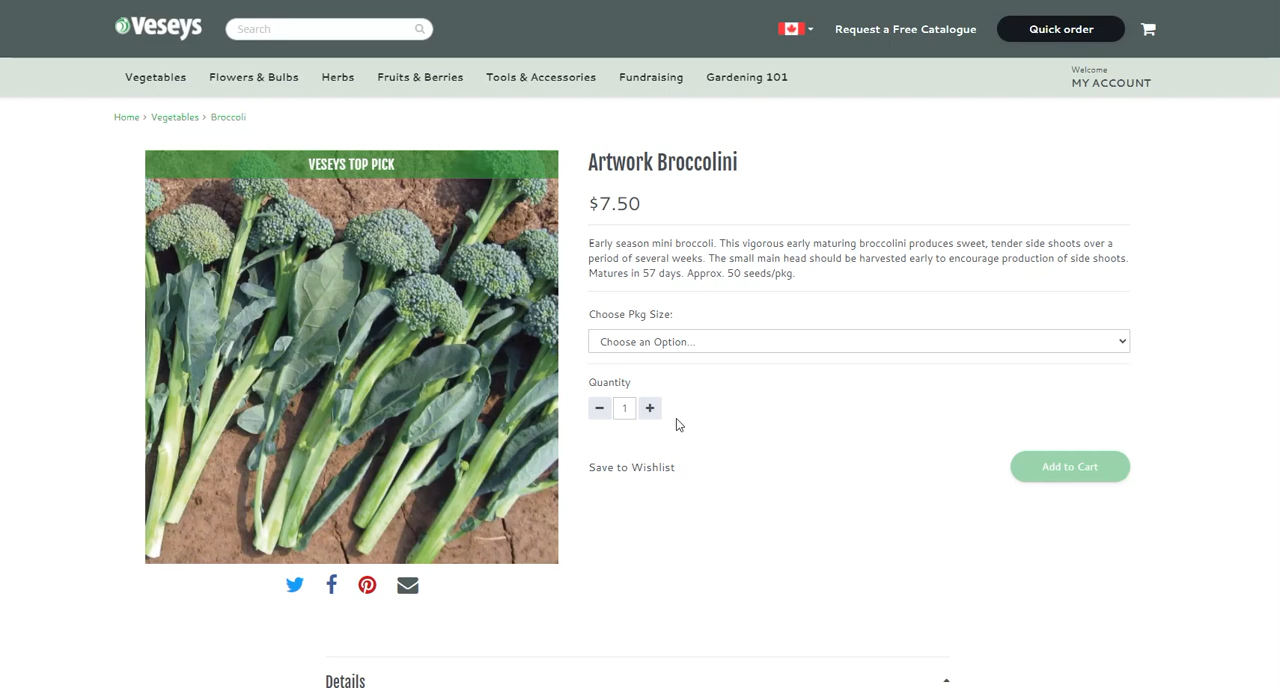 Veseys
Search
Request a Free Catalogue
Quick order
Vegetables
Flowers & Bulbs
Herbs
Fruits & Berries
Tools & Accessories
Fundraising
Gardening 101
Welcome
MY ACCOUNT
Home > Vegetables > Broccoli
VESEYS TOP PICK
Artwork Broccolini
$7.50
Early season mini broccoli. This vigorous early maturing broccolini produces sweet, tender side shoots over a
period of several weeks. The small main head should be harvested early to encourage production of side shoots.
Matures in 57 days. Approx. 50 seeds/pkg.
Choose Pkg Size:
Choose an Option...
Quantity
- 1 +
Save to Wishlist
Add to Cart
Details